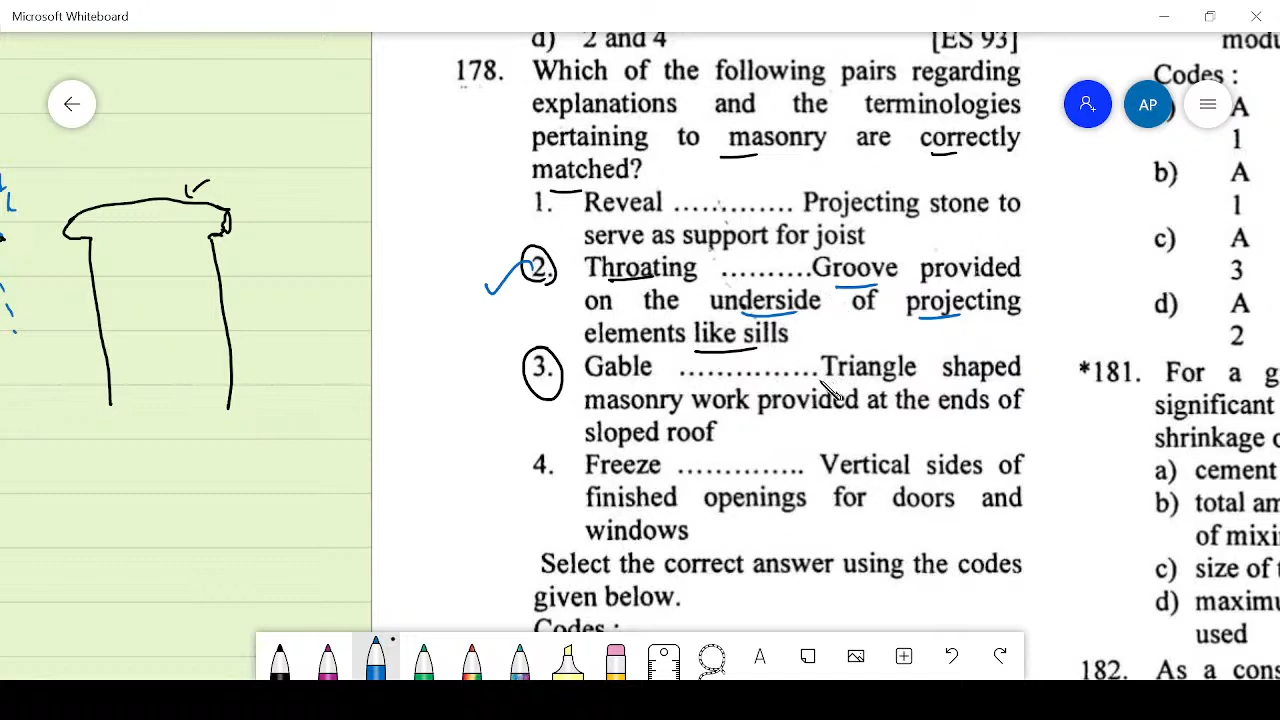 Microsoft Whiteboard
d) 2 and 4 [ES 93]
178. Which of the following pairs regarding
explanations and the terminologies
pertaining to masonry are correctly
matched?
1. Reveal ............. Projecting stone to
serve as support for joist
2. Throating ..........Groove provided
on the underside of projecting
elements like sills
3. Gable ...............Triangle shaped
masonry work provided at the ends of
sloped roof
4. Freeze .............. Vertical sides of
finished openings for doors and
windows
Select the correct answer using the codes
given below.
Codes :
Codes :
A
1
b) A
1
c) A
3
d) A
2
*181. For a
significant
shrinkage
a) cement
b) total
of
c) size of
d)
used
182. As a
AP
A